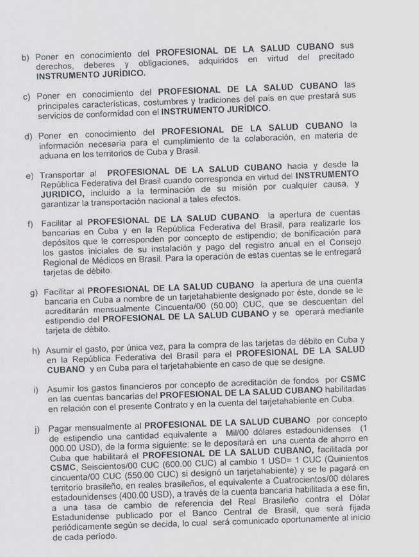 b) Poner en conocimiento del PROFESIONAL DE LA SALUD CUBANO sus
derechos, deberes y obligaciones, adquiridos en virtud del precitado
INSTRUMENTO JURÍDICO.
c) Poner en conocimiento del PROFESIONAL DE LA SALUD CUBANO las
principales características, costumbres y tradiciones del país en que prestará sus
servicios de conformidad con el INSTRUMENTO JURÍDICO.
d) Poner en conocimiento del PROFESIONAL DE LA SALUD CUBANO la
información necesaria para el cumplimiento de la colaboración, en materia de
aduana en los territorios de Cuba y Brasil.
e) Transportar al PROFESIONAL DE LA SALUD CUBANO hacia y desde la
República Federativa del Brasil cuando corresponda en virtud del INSTRUMENTO
JURIDICO, incluido a la terminación de su misión por cualquier causa, y
garantizar la transportación nacional a tales efectos.
f) Facilitar al PROFESIONAL DE LA SALUD CUBANO la apertura de cuentas
bancarias en Cuba y en la República Federativa del Brasil, para realizarle los
depósitos que le corresponden por concepto de estipendio; de bonificación para
los gastos iniciales de su instalación y pago del registro anual en el Consejo
Regional de Médicos en Brasil. Para la operación de estas cuentas se le entregará
tarjetas de débito.
g) Facilitar al PROFESIONAL DE LA SALUD CUBANO la apertura de una cuenta
bancaria en Cuba a nombre de un tarjetahabiente designado por éste, donde se le
acreditarán mensualmente Cincuenta/00 (50.00) CUC, que se descuentan del
estipendio del PROFESIONAL DE LA SALUD CUBANO y se operará mediante
tarjeta de débito.
h) Asumir el gasto, por única vez, para la compra de las tarjetas de débito en Cuba y
en la República Federativa del Brasil para el PROFESIONAL DE LA SALUD
CUBANO y en Cuba para el tarjetahabiente en caso de que se designe.
i) Asumir los gastos financieros por concepto de acreditación de fondos por CSMC
en las cuentas bancarias del PROFESIONAL DE LA SALUD CUBANO habilitadas
en relación con el presente Contrato y en la cuenta del tarjetahabiente en Cuba.
j) Pagar mensualmente al PROFESIONAL DE LA SALUD CUBANO por concepto
de estipendio una cantidad equivalente a Mil/00 dólares estadounidenses (1
000.00 USD), de la forma siguiente: se le depositará en una cuenta de ahorro en
Cuba que habilitará el PROFESIONAL DE LA SALUD CUBANO, facilitada por
CSMC, Seiscientos/00 CUC (600.00 CUC) al cambio 1 USD= 1 CUC (Quinientos
cincuenta/00 CUC (550.00 CUC) si designó un tarjetahabiente) y se le pagará en
territorio brasileño, en reales brasileños, el equivalente a Cuatrocientos/00 dólares
estadounidenses (400.00 USD), a través de la cuenta bancaria habilitada a ese fin,
a una tasa de cambio de referencia del Real Brasileño contra el Dólar
Estadunidense publicado por el Banco Central de Brasil, que será fijada
periódicamente según se decida, lo cual será comunicado oportunamente al inicio
de cada período.